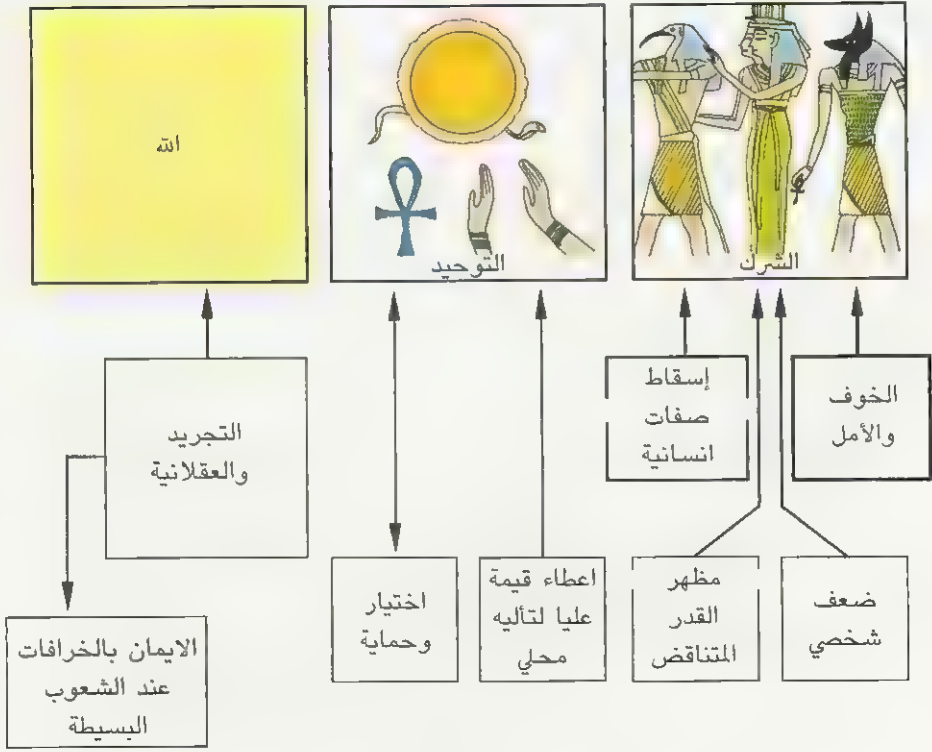 الشرك
التوحيد
الله
الخوف
والأمل
إسقاط
صفات
انسانية
التجريد
والعقلانية
ضعف
شخصي
مظهر
القدر
المتناقض
اعطاء قيمة
عليا لتأليه
محلي
اختيار
وحماية
الايمان بالخرافات
عند الشعوب
البسيطة